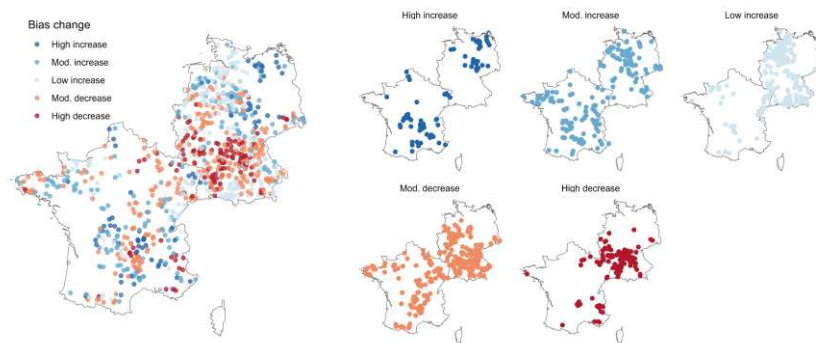 Bias change
High increase
Mod. increase
Low increase
Mod. decrease
High decrease
High increase
Mod. increase
Low increase
Mod. decrease
High decrease